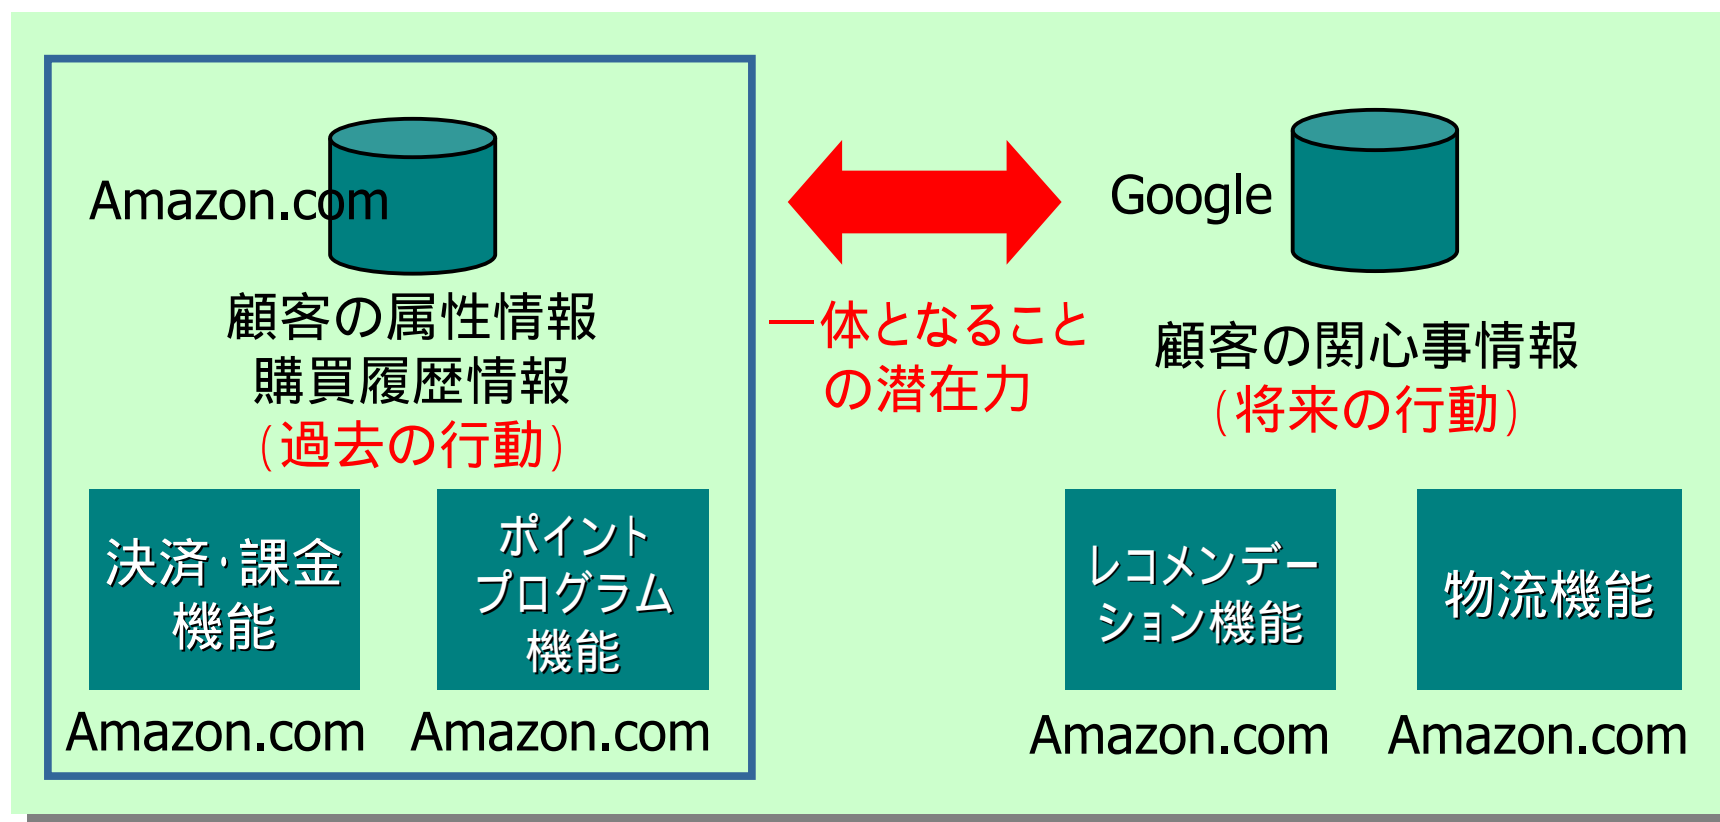 Amazon.com
顧客の属性情報
購買履歴情報
(過去の行動)
決済・課金
機能
Amazon.com
ポイント
プログラム
機能
Amazon.com
一体となること
の潜在力
Google
顧客の関心事情報
(将来の行動)
レコメンデー
ション機能
Amazon.com
物流機能
Amazon.com